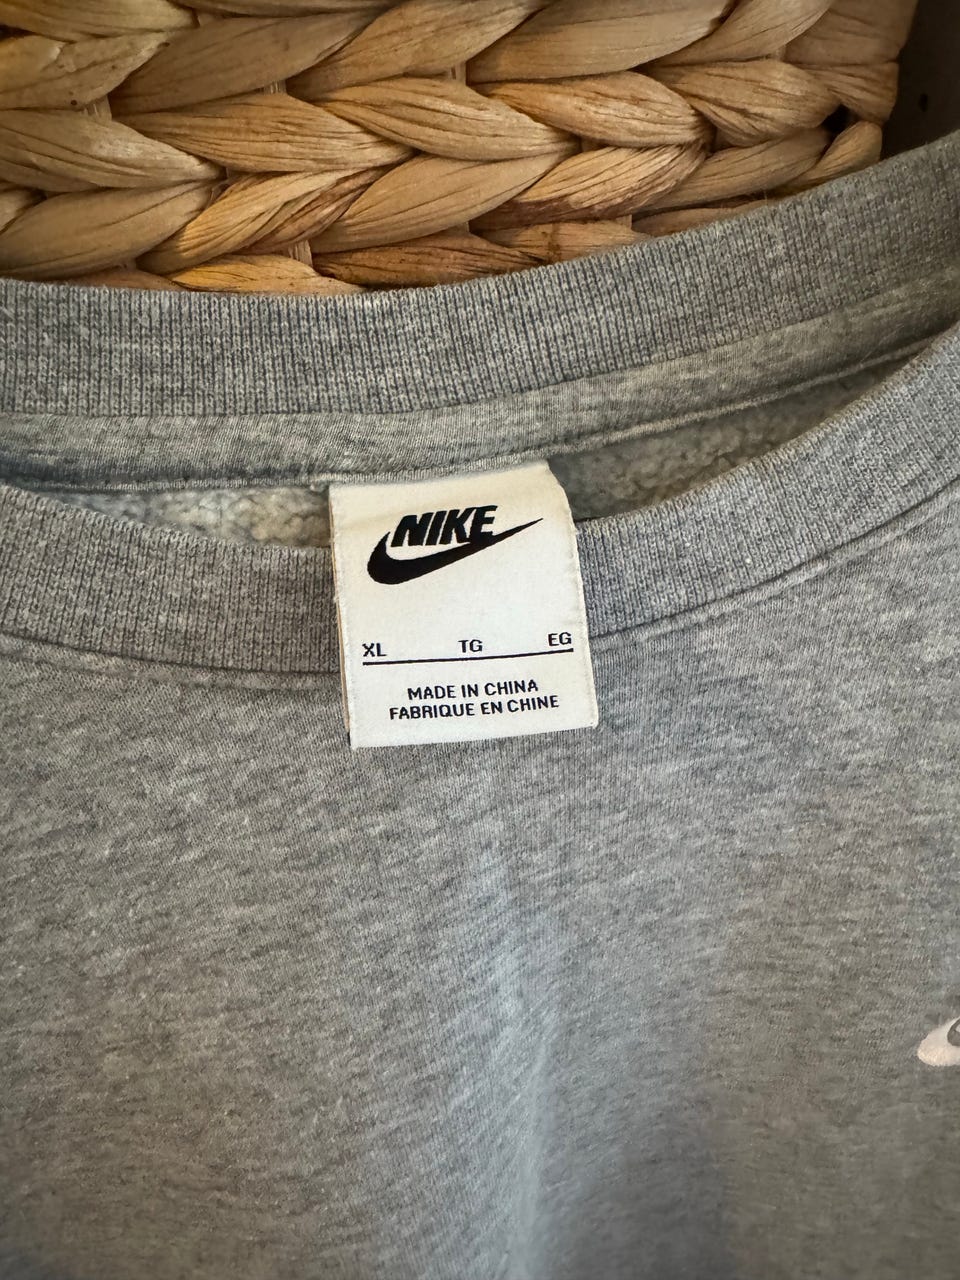 NIKE
XL TG EG
MADE IN CHINA
FABRIQUE EN CHINE